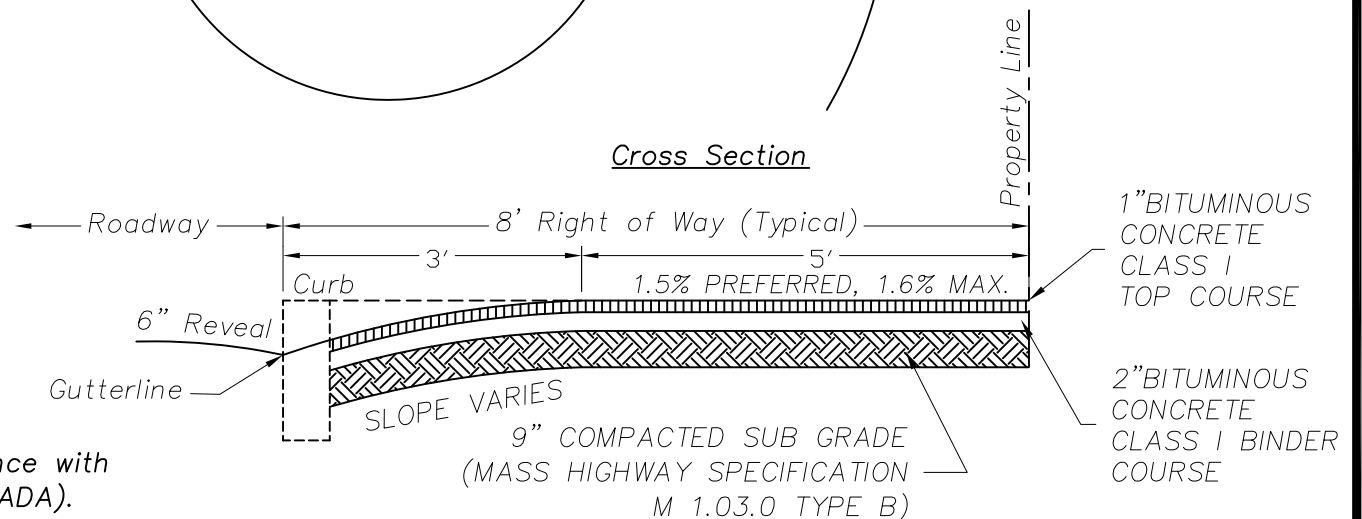 Property Line
Cross Section
Roadway
8' Right of Way (Typical)
3'
5'
Curb
1.5% PREFERRED, 1.6% MAX.
6" Reveal
Gutterline
SLOPE VARIES
1"BITUMINOUS
CONCRETE
CLASS I
TOP COURSE
2"BITUMINOUS
CONCRETE
CLASS I BINDER
COURSE
9" COMPACTED SUB GRADE
(MASS HIGHWAY SPECIFICATION
M 1.03.0 TYPE B)
nce with
ADA).